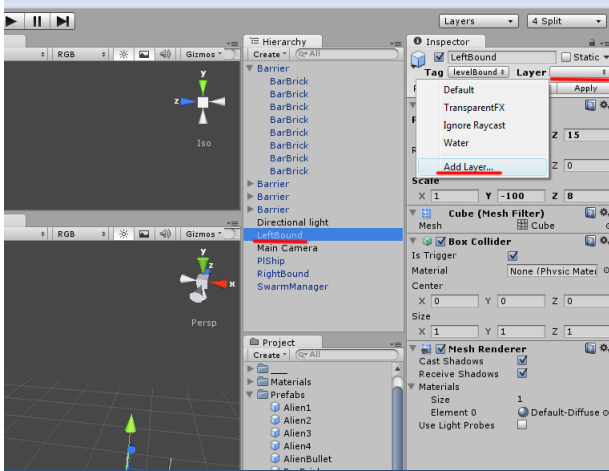 Layers
4 Split
RGB
Gizmos
y
z
Iso
RGB
Gizmos
y
z
x
Persp
Hierarchy
Create
All
Barrier
BarBrick
BarBrick
BarBrick
BarBrick
BarBrick
BarBrick
BarBrick
BarBrick
Barrier
Barrier
Barrier
Directional light
LeftBound
Main Camera
PlShip
RightBound
SwarmManager
Project
Create
All
Materials
Prefabs
Alien1
Alien2
Alien3
Alien4
AlienBullet
Inspector
LeftBound Static
Tag levelBound Layer
Default
TransparentFX
Ignore Raycast
Water
Add Layer...
Apply
Z 15
Z 0
Scale
X 1 Y -100 Z 8
Cube (Mesh Filter)
Mesh Cube
Box Collider
Is Trigger
Material None (Physic Mater
Center
X 0 Y 0 Z 0
Size
X 1 Y 1 Z 1
Mesh Renderer
Cast Shadows
Receive Shadows
Materials
Size 1
Element 0 Default-Diffuse
Use Light Probes